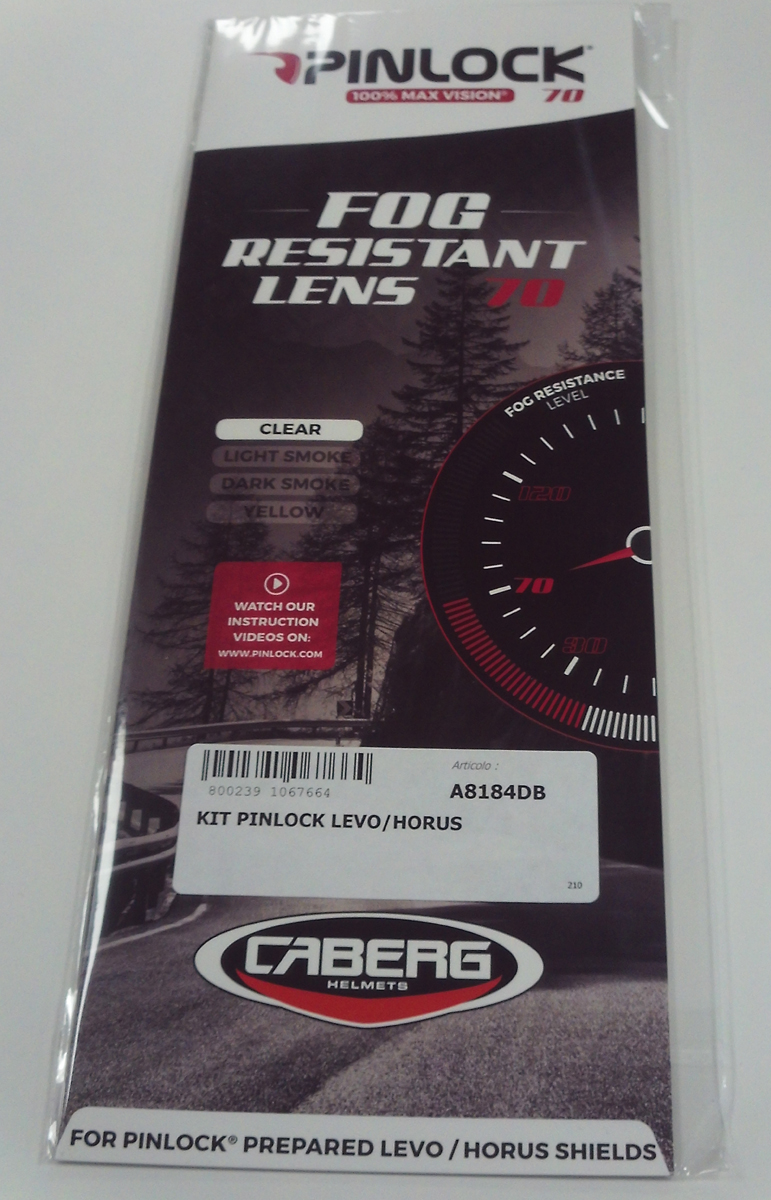 PINLOCK®
100% MAX VISION® 70
FOG
RESISTANT
LENS 70
FOG RESISTANCE
LEVEL
CLEAR
LIGHT SMOKE
DARK SMOKE
YELLOW
120
70
30
WATCH OUR
INSTRUCTION
VIDEOS ON:
WWW.PINLOCK.COM
Articolo :
800239 1067664
A8184DB
KIT PINLOCK LEVO/HORUS
210
CABERG
HELMETS
FOR PINLOCK® PREPARED LEVO / HORUS SHIELDS